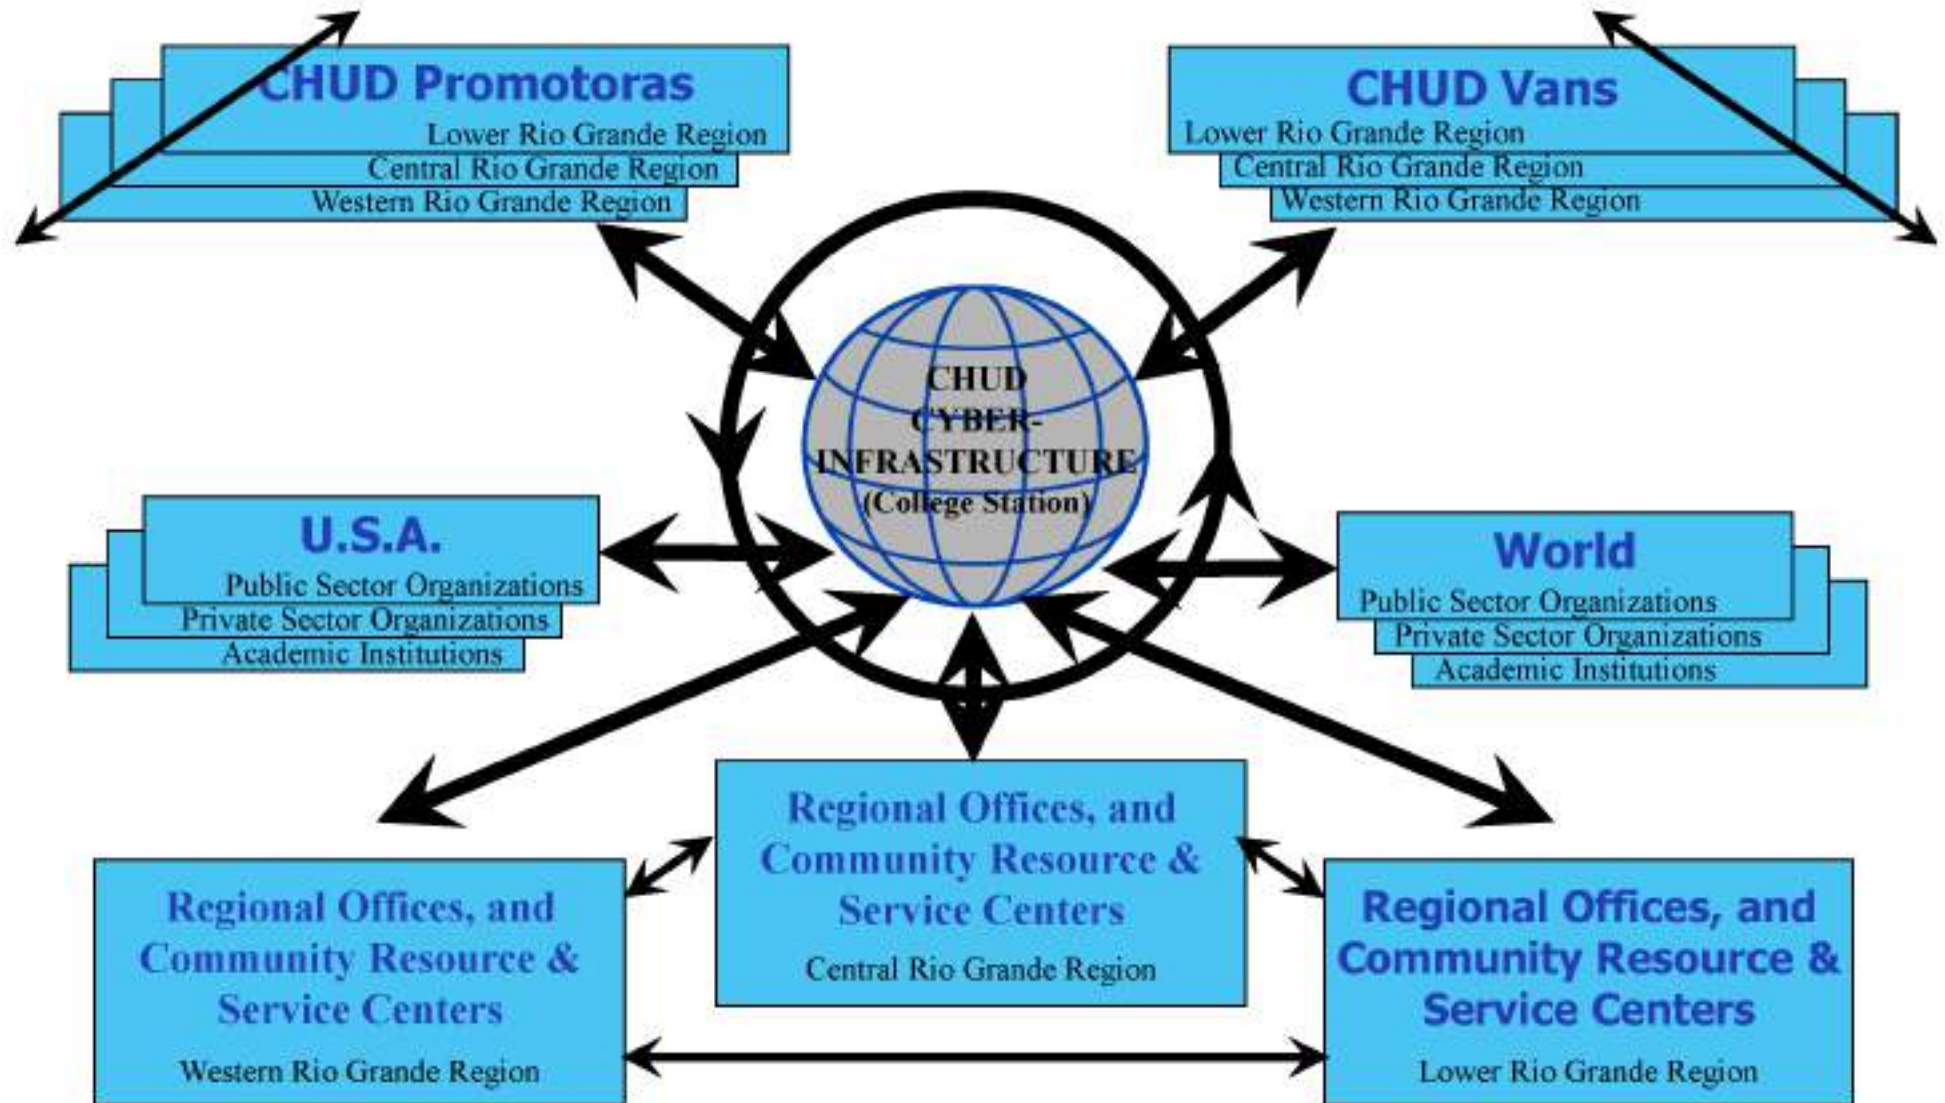 CHUD Promotoras
Lower Rio Grande Region
Central Rio Grande Region
Western Rio Grande Region
CHUD Vans
Lower Rio Grande Region
Central Rio Grande Region
Western Rio Grande Region
CHUD
CYBER-
INFRASTRUCTURE
(College Station)
U.S.A.
Public Sector Organizations
Private Sector Organizations
Academic Institutions
World
Public Sector Organizations
Private Sector Organizations
Academic Institutions
Regional Offices, and
Community Resource &
Service Centers
Western Rio Grande Region
Regional Offices, and
Community Resource &
Service Centers
Central Rio Grande Region
Regional Offices, and
Community Resource &
Service Centers
Lower Rio Grande Region